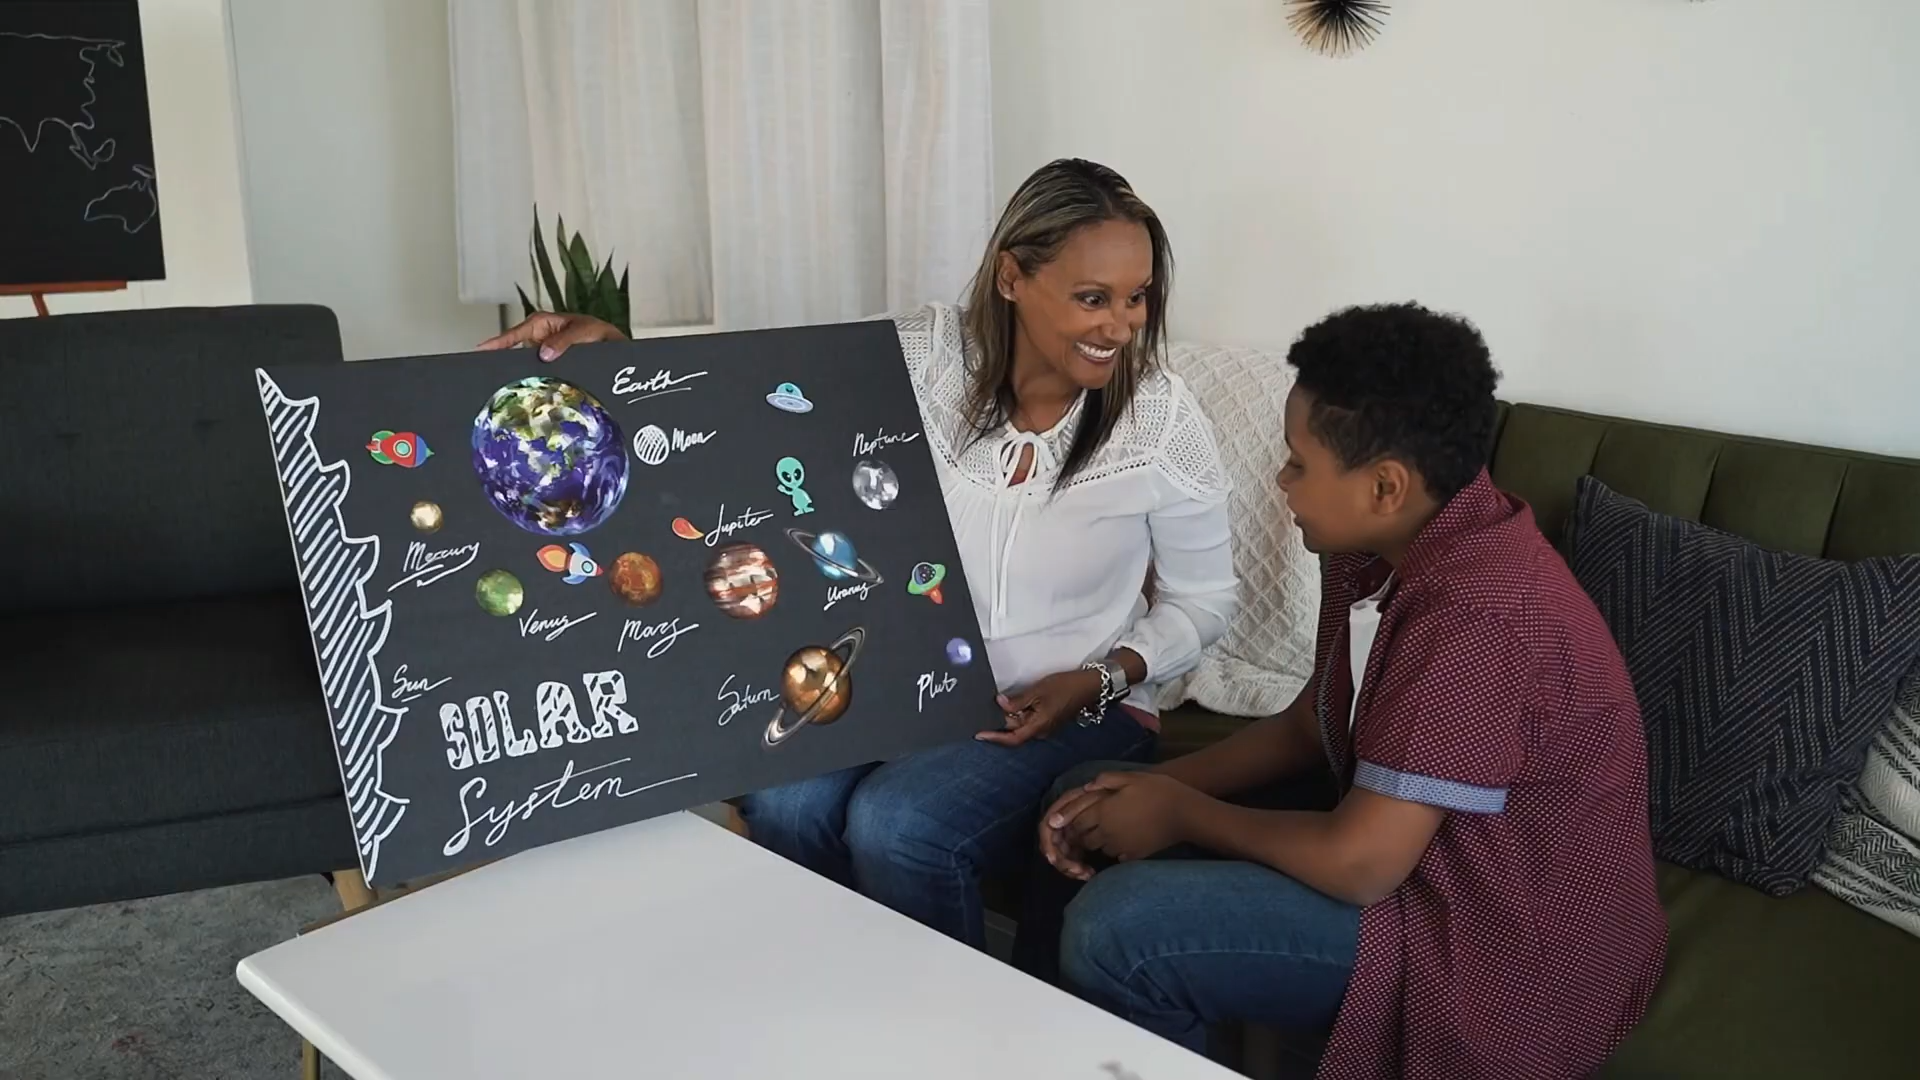 Earth
Moon
Neptune
Jupiter
Mercury
Uranus
Venus
Mars
Sun
Saturn
Pluto
SOLAR
System